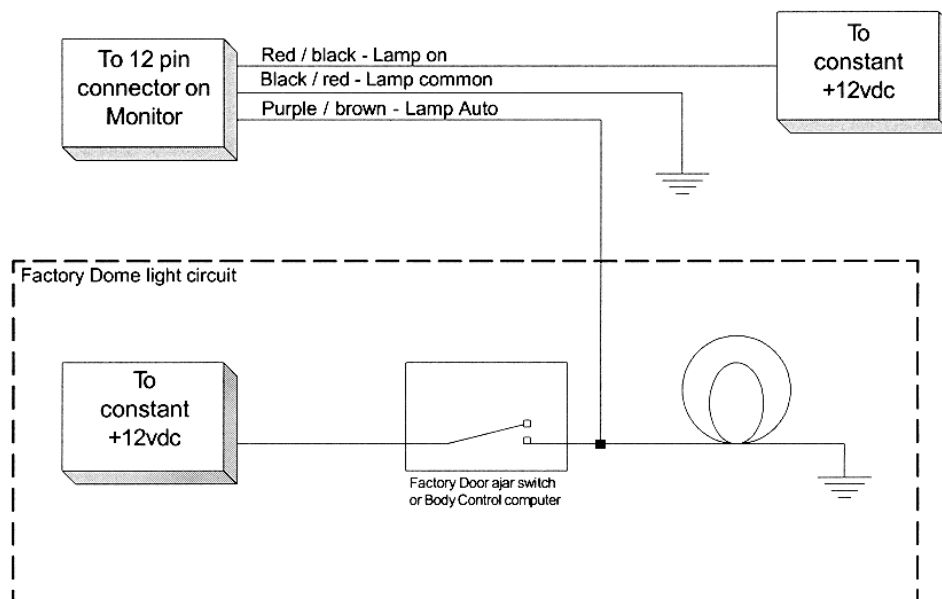 To 12 pin
connector on
Monitor
Red / black - Lamp on
Black / red - Lamp common
Purple / brown - Lamp Auto
To
constant
+12vdc
Factory Dome light circuit
To
constant
+12vdc
Factory Door ajar switch
or Body Control computer